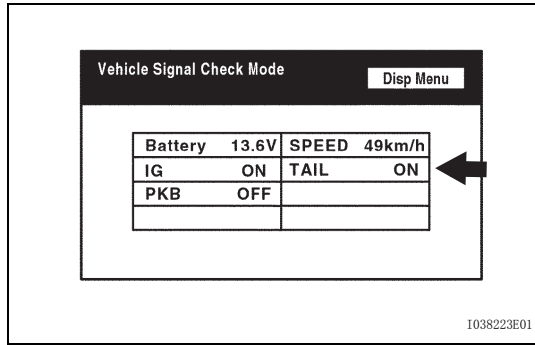 Vehicle Signal Check Mode
Disp Menu
Battery 13.6V SPEED 49km/h
IG ON TAIL ON
PKB OFF
I038223E01